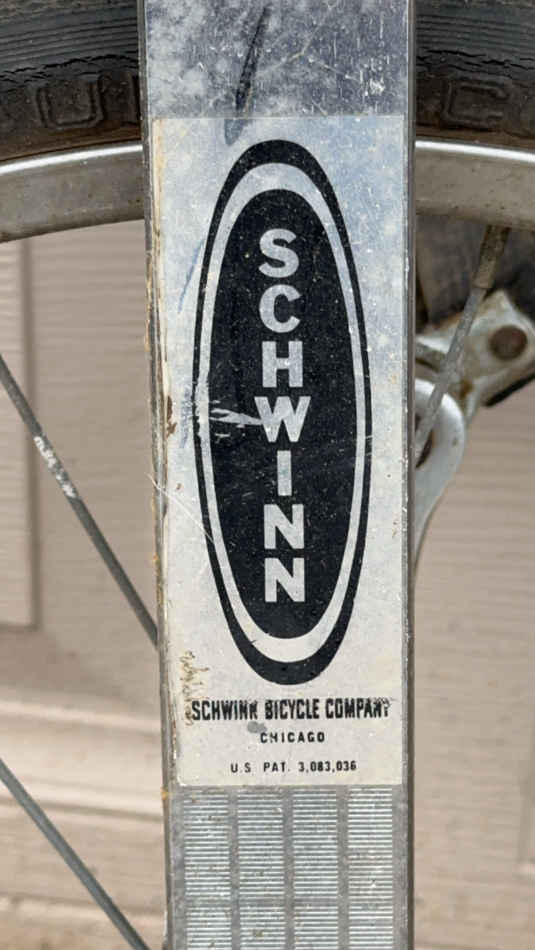 SCHWINN
SCHWINN BICYCLE COMPANY
CHICAGO
U.S PAT. 3,083,036